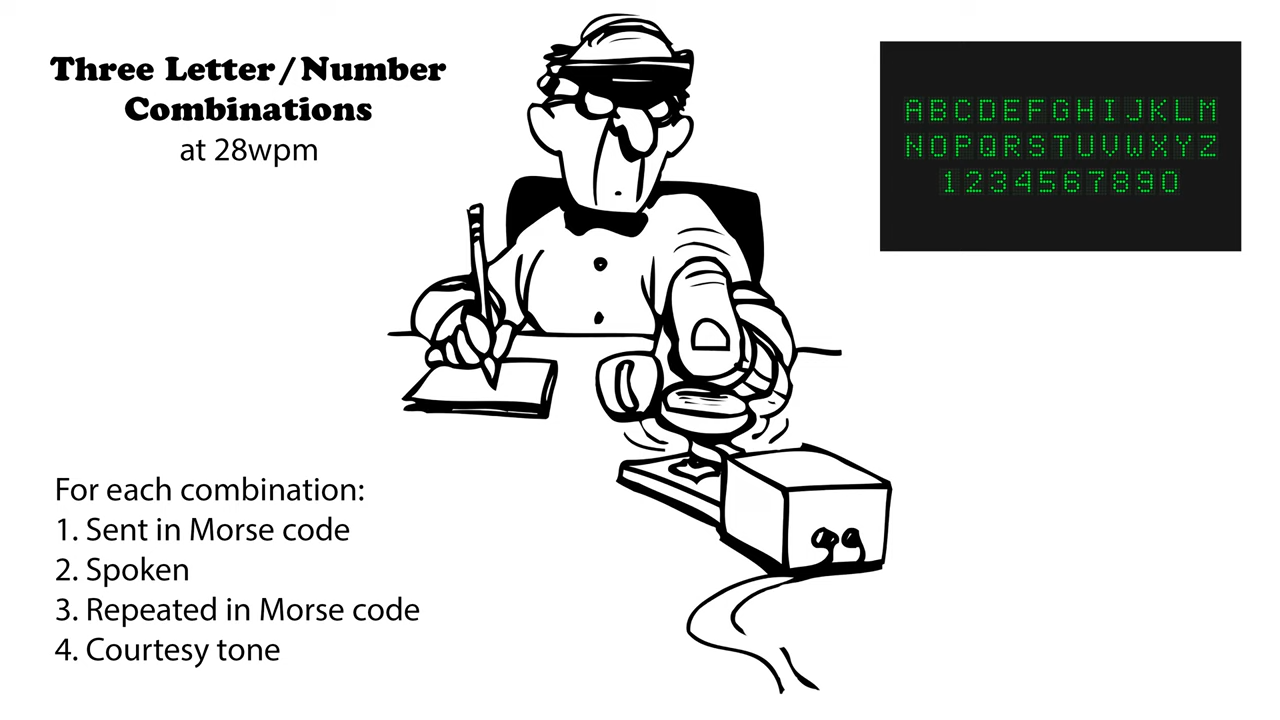 Three Letter/Number
Combinations
at 28wpm
ABCDEFGHIJKLM
NOPQRSTUVWXYZ
1234567890
For each combination:
1. Sent in Morse code
2. Spoken
3. Repeated in Morse code
4. Courtesy tone